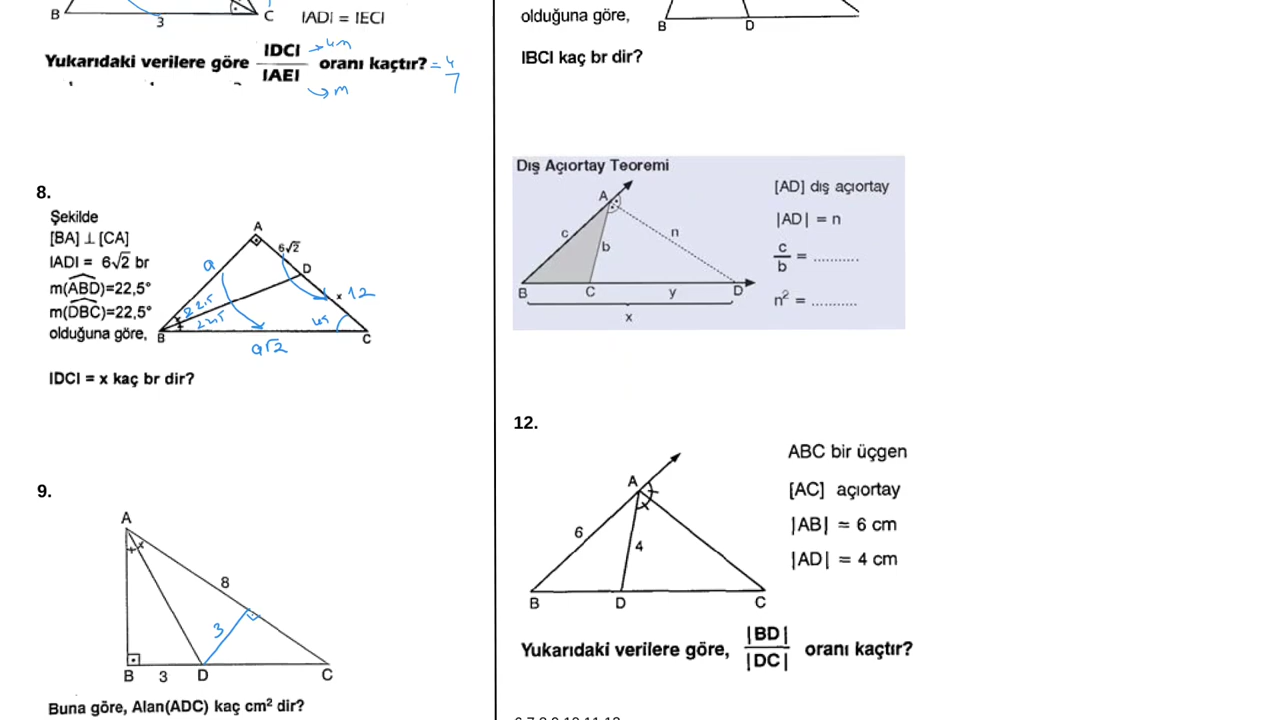 B
3
C
IADI = IECI
Yukarıdaki verilere göre IDCI / IAEI oranı kaçtır? = 4/7
→ 4m
→ m
8.
Şekilde
[BA] ⊥ [CA]
IADI = 6√2 br
m(ABD)=22,5°
m(DBC)=22,5°
olduğuna göre,
A
6√2
D
a
x 12
22.5
22.5
45
B
C
a√2
IDCI = x kaç br dir?
9.
A
8
3
B 3 D C
Buna göre, Alan(ADC) kaç cm² dir?
olduğuna göre,
B D
IBCI kaç br dir?
Dış Açıortay Teoremi
A
c
b
n
B C y D
x
[AD] dış açıortay
|AD| = n
c/b = ..........
n² = ..........
12.
A
6
4
B D C
ABC bir üçgen
[AC] açıortay
|AB| = 6 cm
|AD| = 4 cm
Yukarıdaki verilere göre, |BD| / |DC| oranı kaçtır?